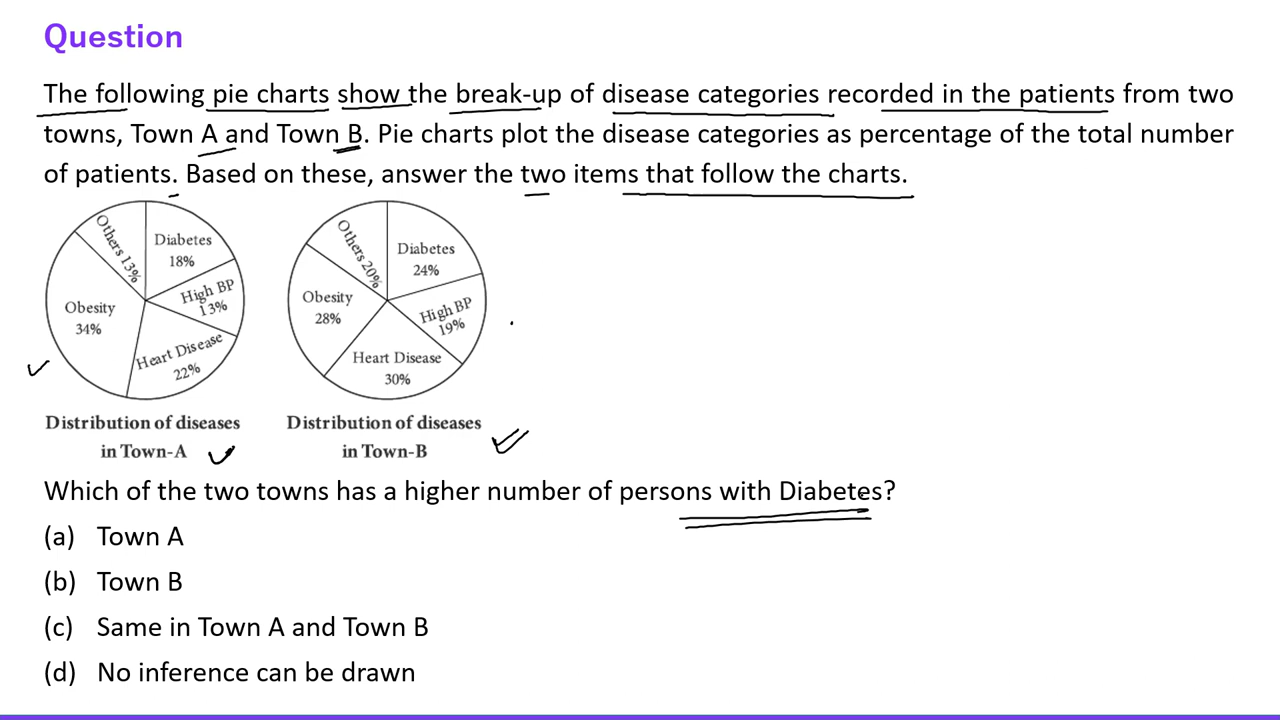 Question
The following pie charts show the break-up of disease categories recorded in the patients from two
towns, Town A and Town B. Pie charts plot the disease categories as percentage of the total number
of patients. Based on these, answer the two items that follow the charts.
Others 13%
Diabetes
18%
High BP
13%
Heart Disease
22%
Obesity
34%
Others 20%
Diabetes
24%
High BP
19%
Heart Disease
30%
Obesity
28%
Distribution of diseases
in Town-A
Distribution of diseases
in Town-B
Which of the two towns has a higher number of persons with Diabetes?
(a) Town A
(b) Town B
(c) Same in Town A and Town B
(d) No inference can be drawn